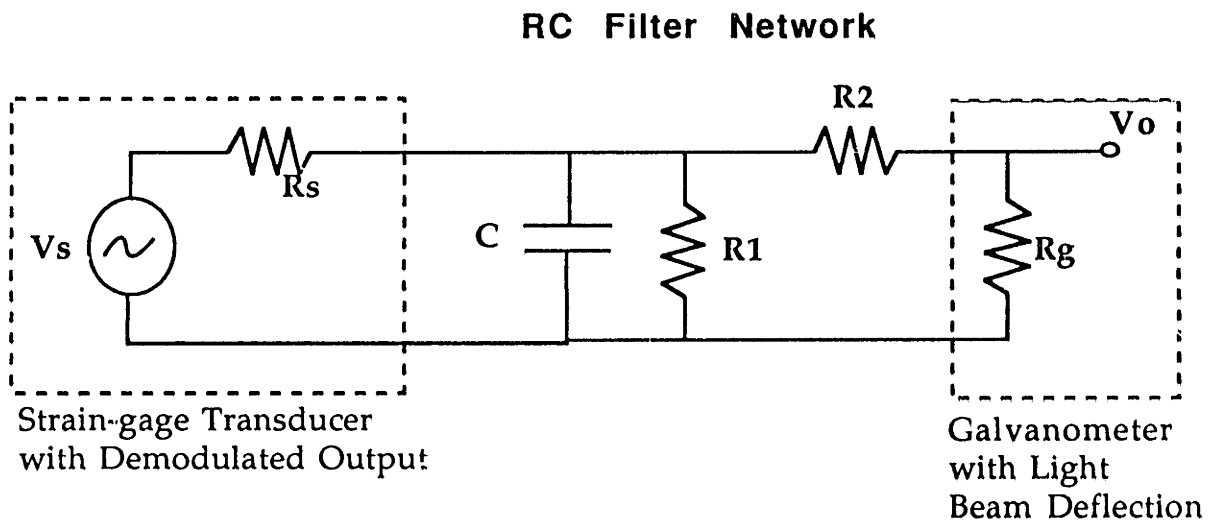 RC Filter Network
R2
Vo
Rs
Vs
C
R1
Rg
Strain-gage Transducer
with Demodulated Output
Galvanometer
with Light
Beam Deflection